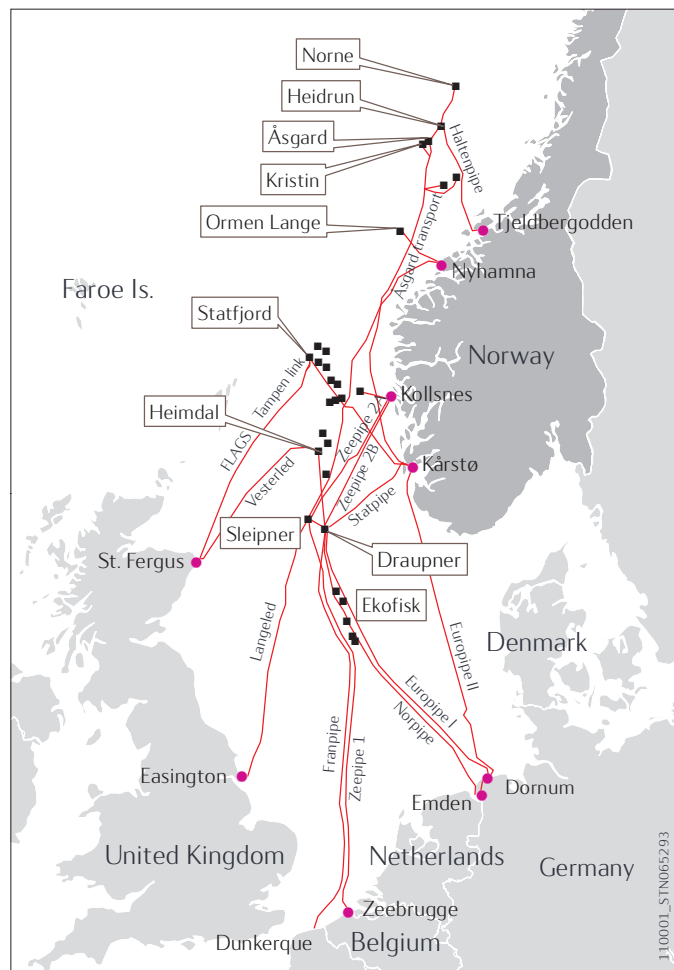 Norne
Heidrun
Åsgard
Haltenpipe
Kristin
Ormen Lange
Tjeldbergodden
Åsgard transport
Nyhamna
Faroe Is.
Statfjord
Norway
Tampen link
Kollsnes
Heimdal
Zeepipe 2A
FLAGS
Vesterled
Zeepipe 2B
Kårstø
Statpipe
Sleipner
Draupner
St. Fergus
Ekofisk
Langeled
Denmark
Europipe II
Europipe I
Norpipe
Franpipe
Zeepipe 1
Easington
Dornum
Emden
United Kingdom
Netherlands
Germany
Zeebrugge
Dunkerque
Belgium
110001_STN065293